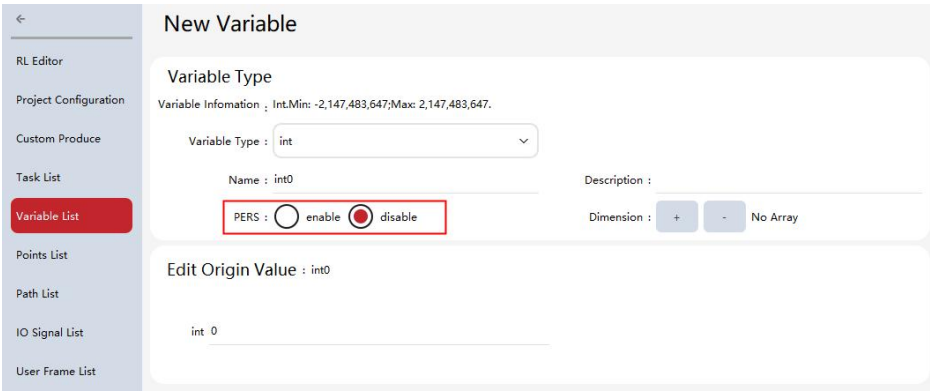 ←
New Variable
RL Editor
Project Configuration
Custom Produce
Task List
Variable List
Points List
Path List
IO Signal List
User Frame List
Variable Type
Variable Infomation : Int.Min: -2,147,483,647;Max: 2,147,483,647.
Variable Type : int
Name : int0 Description :
PERS : enable disable Dimension : + - No Array
Edit Origin Value : int0
int 0